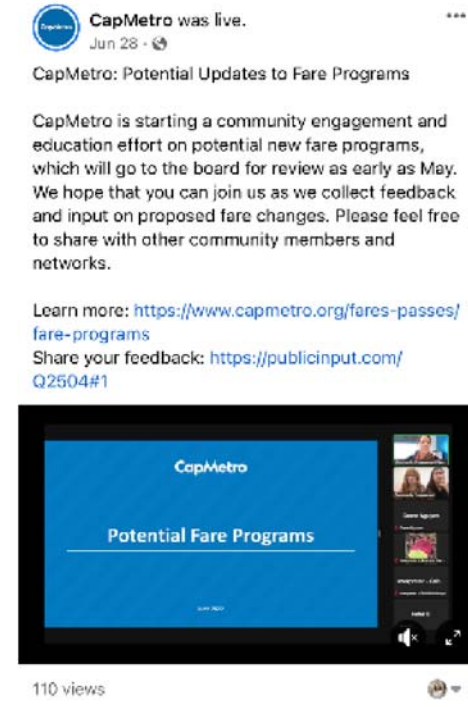 CapMetro was live.
Jun 28
CapMetro: Potential Updates to Fare Programs
CapMetro is starting a community engagement and
education effort on potential new fare programs,
which will go to the board for review as early as May.
We hope that you can join us as we collect feedback
and input on proposed fare changes. Please feel free
to share with other community members and
networks.
Learn more: https://www.capmetro.org/fares-passes/
fare-programs
Share your feedback: https://publicinput.com/
Q2504#1
CapMetro
Potential Fare Programs
110 views